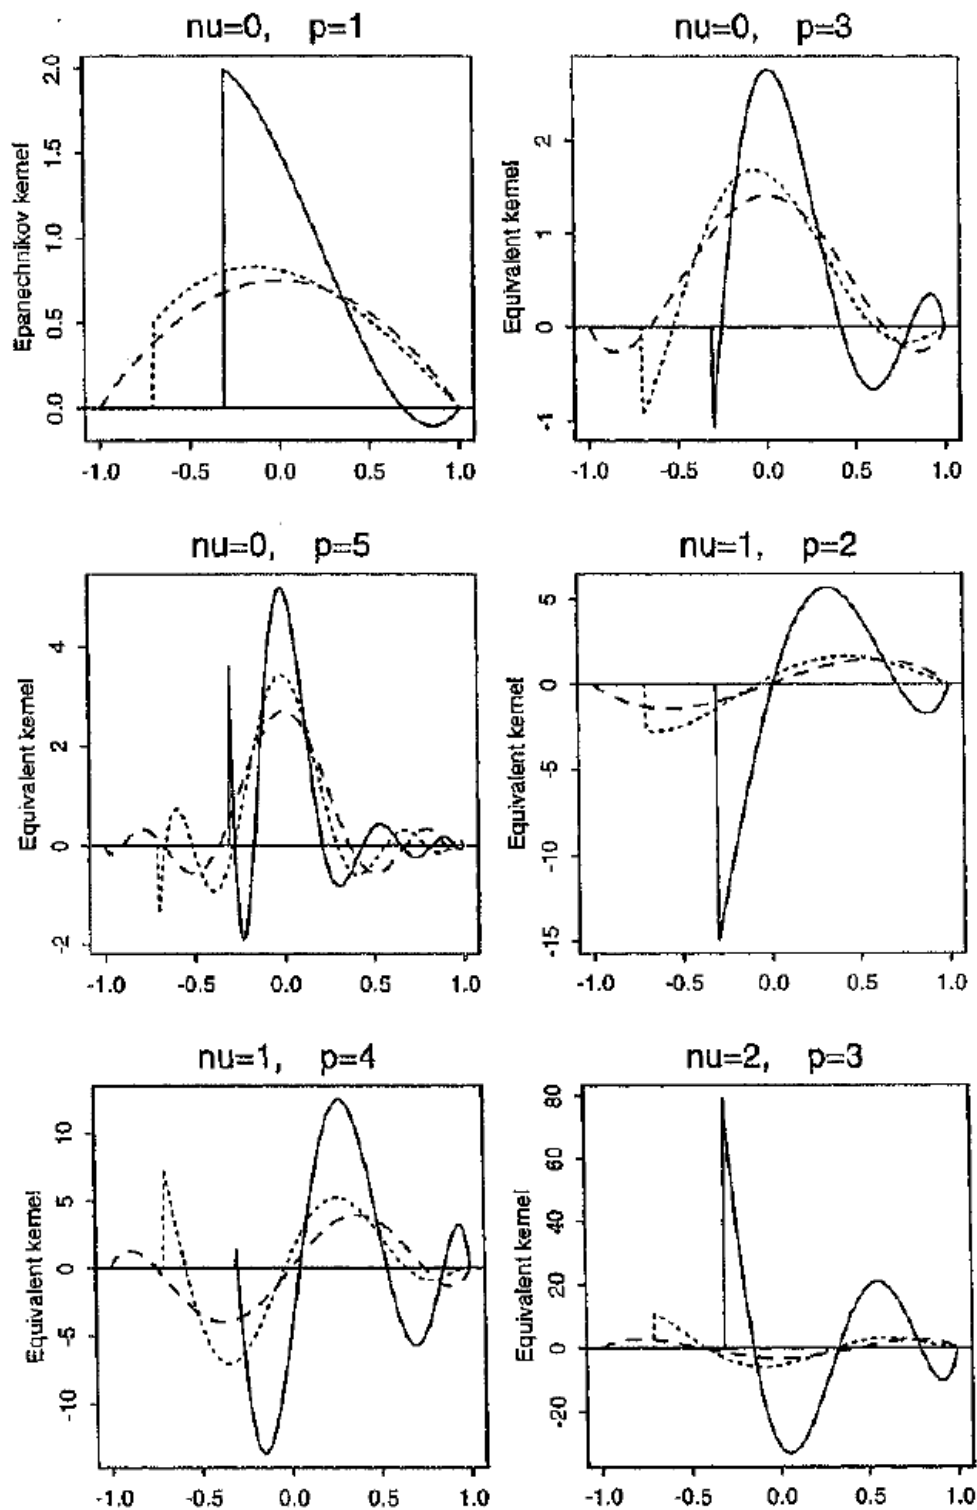 nu=0, p=1
Epanechnikov kernel
2.0
1.5
1.0
0.5
0.0
-1.0 -0.5 0.0 0.5 1.0
nu=0, p=3
Equivalent kernel
2
1
0
-1
-1.0 -0.5 0.0 0.5 1.0
nu=0, p=5
Equivalent kernel
4
2
0
-2
-1.0 -0.5 0.0 0.5 1.0
nu=1, p=2
Equivalent kernel
5
0
-5
-10
-15
-1.0 -0.5 0.0 0.5 1.0
nu=1, p=4
Equivalent kernel
10
5
0
-5
-10
-1.0 -0.5 0.0 0.5 1.0
nu=2, p=3
Equivalent kernel
80
60
40
20
0
-20
-1.0 -0.5 0.0 0.5 1.0